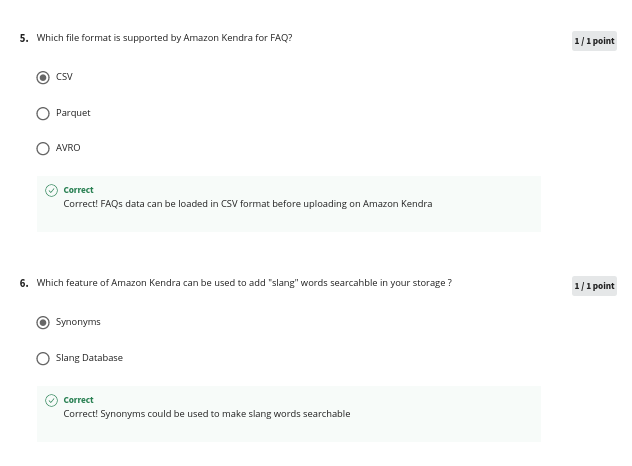 5. Which file format is supported by Amazon Kendra for FAQ?
1 / 1 point
CSV
Parquet
AVRO
Correct
Correct! FAQs data can be loaded in CSV format before uploading on Amazon Kendra
6. Which feature of Amazon Kendra can be used to add "slang" words searcahble in your storage ?
1 / 1 point
Synonyms
Slang Database
Correct
Correct! Synonyms could be used to make slang words searchable